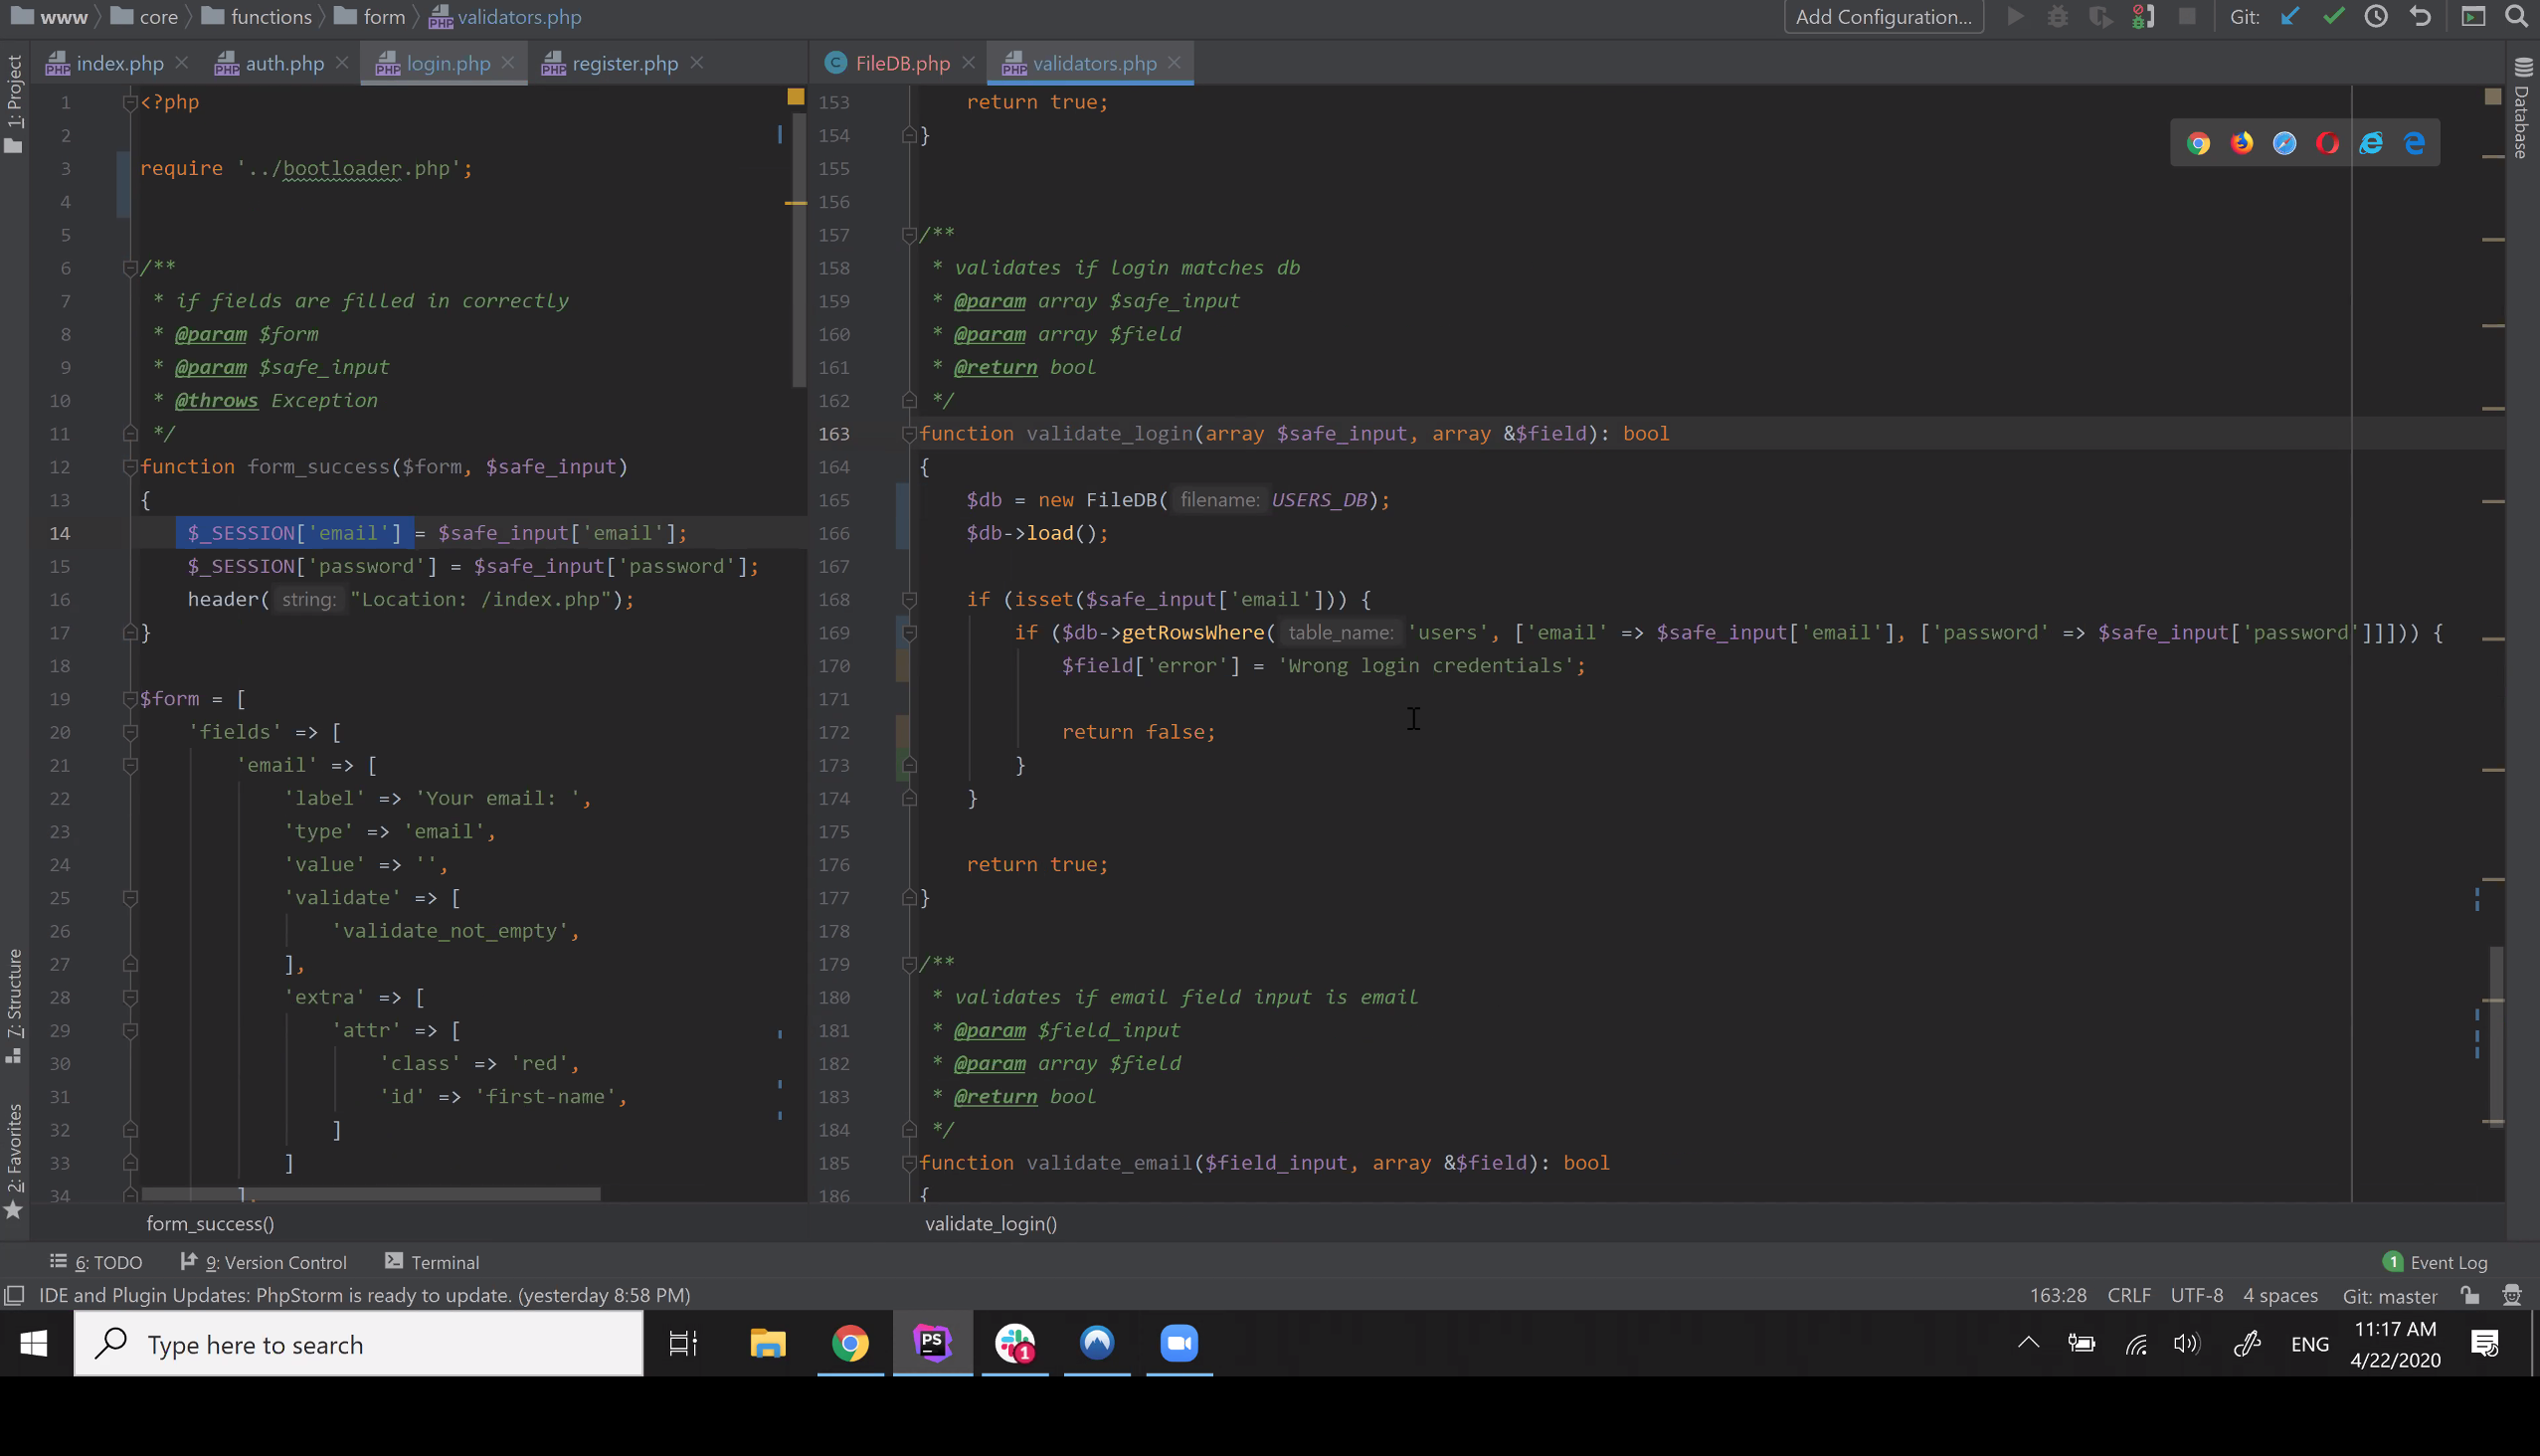 www core functions form validators.php Add Configuration... Git:
index.php auth.php login.php register.php FileDB.php validators.php
1: Project
Database
1 <?php
2
3 require '../bootloader.php';
4
5
6 /**
7 * if fields are filled in correctly
8 * @param $form
9 * @param $safe_input
10 * @throws Exception
11 */
12 function form_success($form, $safe_input)
13 {
14 $_SESSION['email'] = $safe_input['email'];
15 $_SESSION['password'] = $safe_input['password'];
16 header( string: "Location: /index.php");
17 }
18
19 $form = [
20 'fields' => [
21 'email' => [
22 'label' => 'Your email: ',
23 'type' => 'email',
24 'value' => '',
25 'validate' => [
26 'validate_not_empty',
27 ],
28 'extra' => [
29 'attr' => [
30 'class' => 'red',
31 'id' => 'first-name',
32 ]
33 ]
34 ],
form_success()
153 return true;
154 }
155
156
157 /**
158 * validates if login matches db
159 * @param array $safe_input
160 * @param array $field
161 * @return bool
162 */
163 function validate_login(array $safe_input, array &$field): bool
164 {
165 $db = new FileDB( filename: USERS_DB);
166 $db->load();
167
168 if (isset($safe_input['email'])) {
169 if ($db->getRowsWhere( table_name: 'users', ['email' => $safe_input['email'], ['password' => $safe_input['password']]])) {
170 $field['error'] = 'Wrong login credentials';
171
172 return false;
173 }
174 }
175
176 return true;
177 }
178
179 /**
180 * validates if email field input is email
181 * @param $field_input
182 * @param array $field
183 * @return bool
184 */
185 function validate_email($field_input, array &$field): bool
186 {
validate_login()
7: Structure
2: Favorites
6: TODO 9: Version Control Terminal 1 Event Log
IDE and Plugin Updates: PhpStorm is ready to update. (yesterday 8:58 PM) 163:28 CRLF UTF-8 4 spaces Git: master
Type here to search PS 1 ENG 11:17 AM
4/22/2020